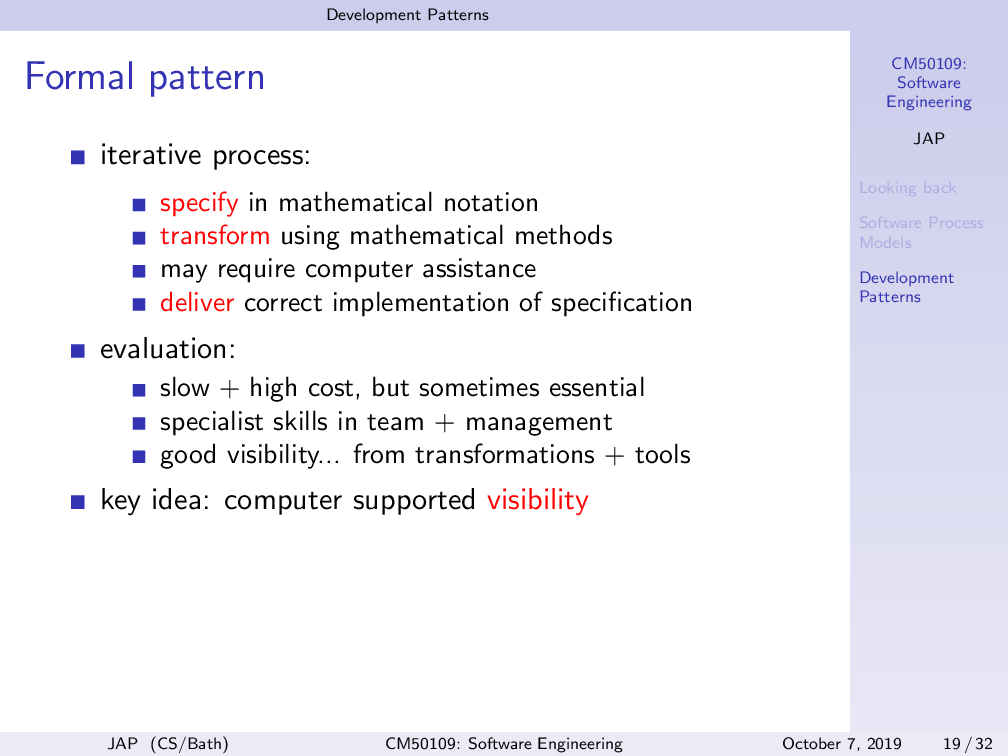 Development Patterns
Formal pattern
iterative process:
specify in mathematical notation
transform using mathematical methods
may require computer assistance
deliver correct implementation of specification
evaluation:
slow + high cost, but sometimes essential
specialist skills in team + management
good visibility... from transformations + tools
key idea: computer supported visibility
CM50109:
Software
Engineering
JAP
Looking back
Software Process
Models
Development
Patterns
JAP (CS/Bath)
CM50109: Software Engineering
October 7, 2019
19 / 32